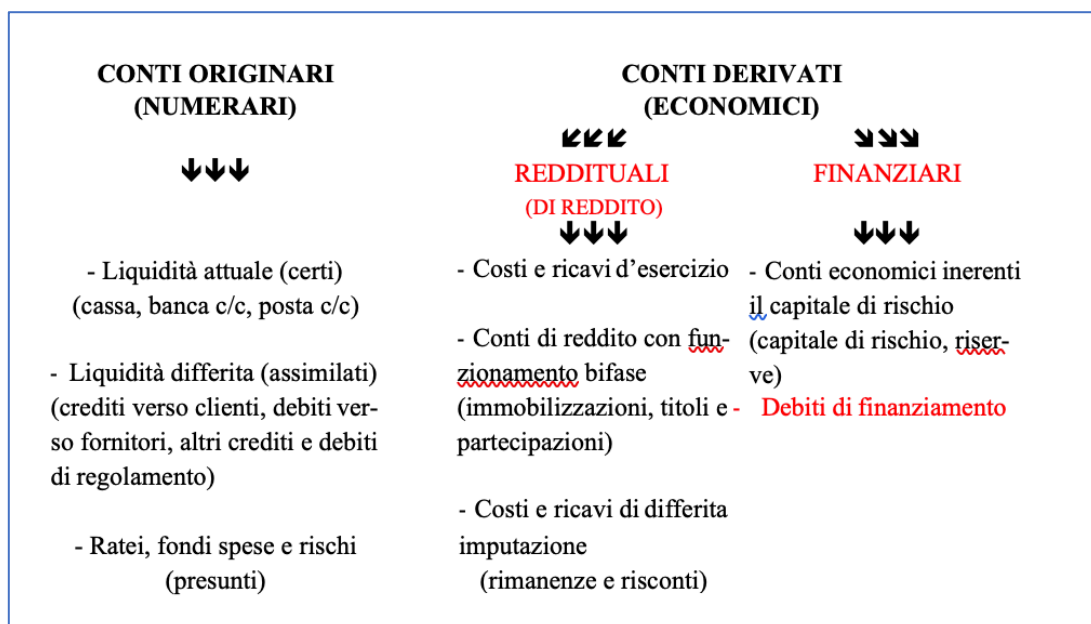 CONTI ORIGINARI
(NUMERARI)
- Liquidità attuale (certi)
(cassa, banca c/c, posta c/c)
- Liquidità differita (assimilati)
(crediti verso clienti, debiti ver-
so fornitori, altri crediti e debiti
di regolamento)
- Ratei, fondi spese e rischi
(presunti)
CONTI DERIVATI
(ECONOMICI)
REDDITUALI
(DI REDDITO)
- Costi e ricavi d’esercizio
- Conti di reddito con fun-
zionamento bifase
(immobilizzazioni, titoli e
partecipazioni)
- Costi e ricavi di differita
imputazione
(rimanenze e risconti)
FINANZIARI
- Conti economici inerenti
il capitale di rischio
(capitale di rischio, riser-
ve)
- Debiti di finanziamento